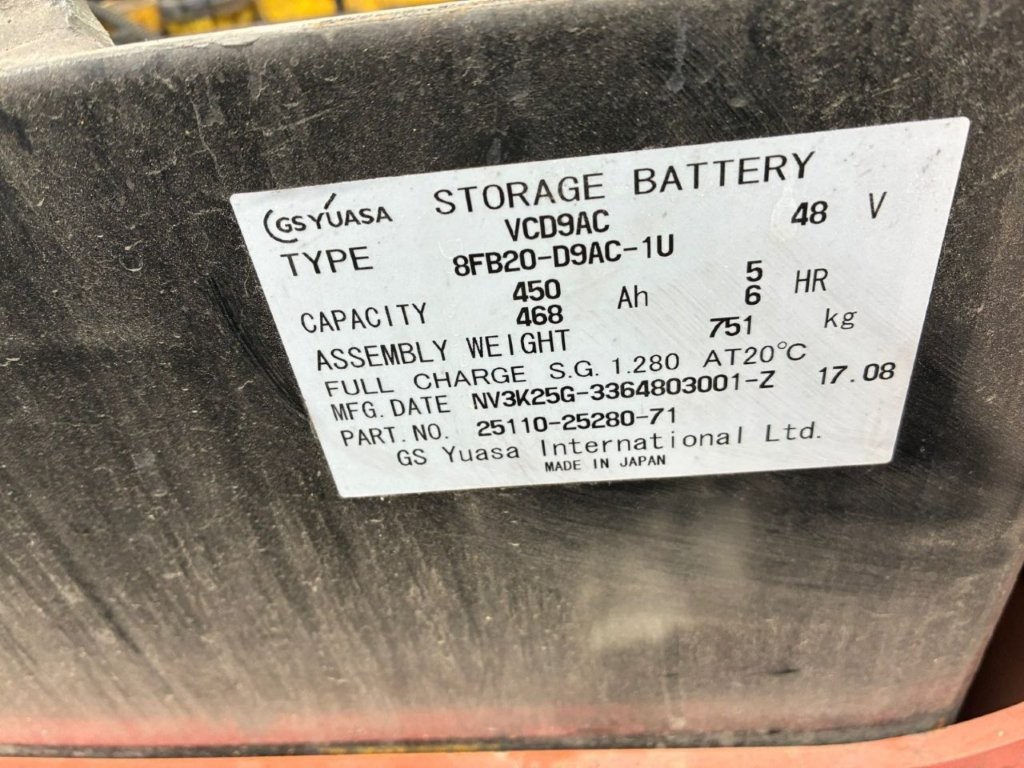 GS YUASA STORAGE BATTERY
VCD9AC 48 V
TYPE 8FB20-D9AC-1U
450 5
CAPACITY Ah HR
468 6
ASSEMBLY WEIGHT 751 kg
FULL CHARGE S.G. 1.280 AT20°C
MFG. DATE NV3K25G-3364803001-Z 17.08
PART. NO. 25110-25280-71
GS Yuasa International Ltd.
MADE IN JAPAN